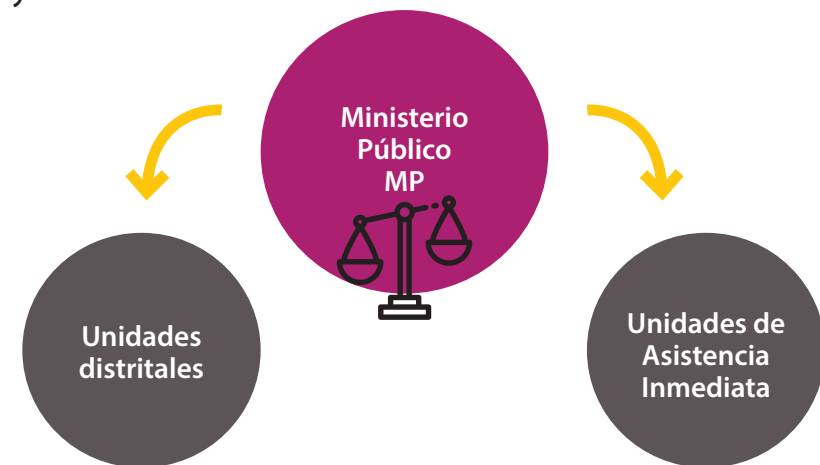 Ministerio
Público
MP
Unidades
distritales
Unidades de
Asistencia
Inmediata